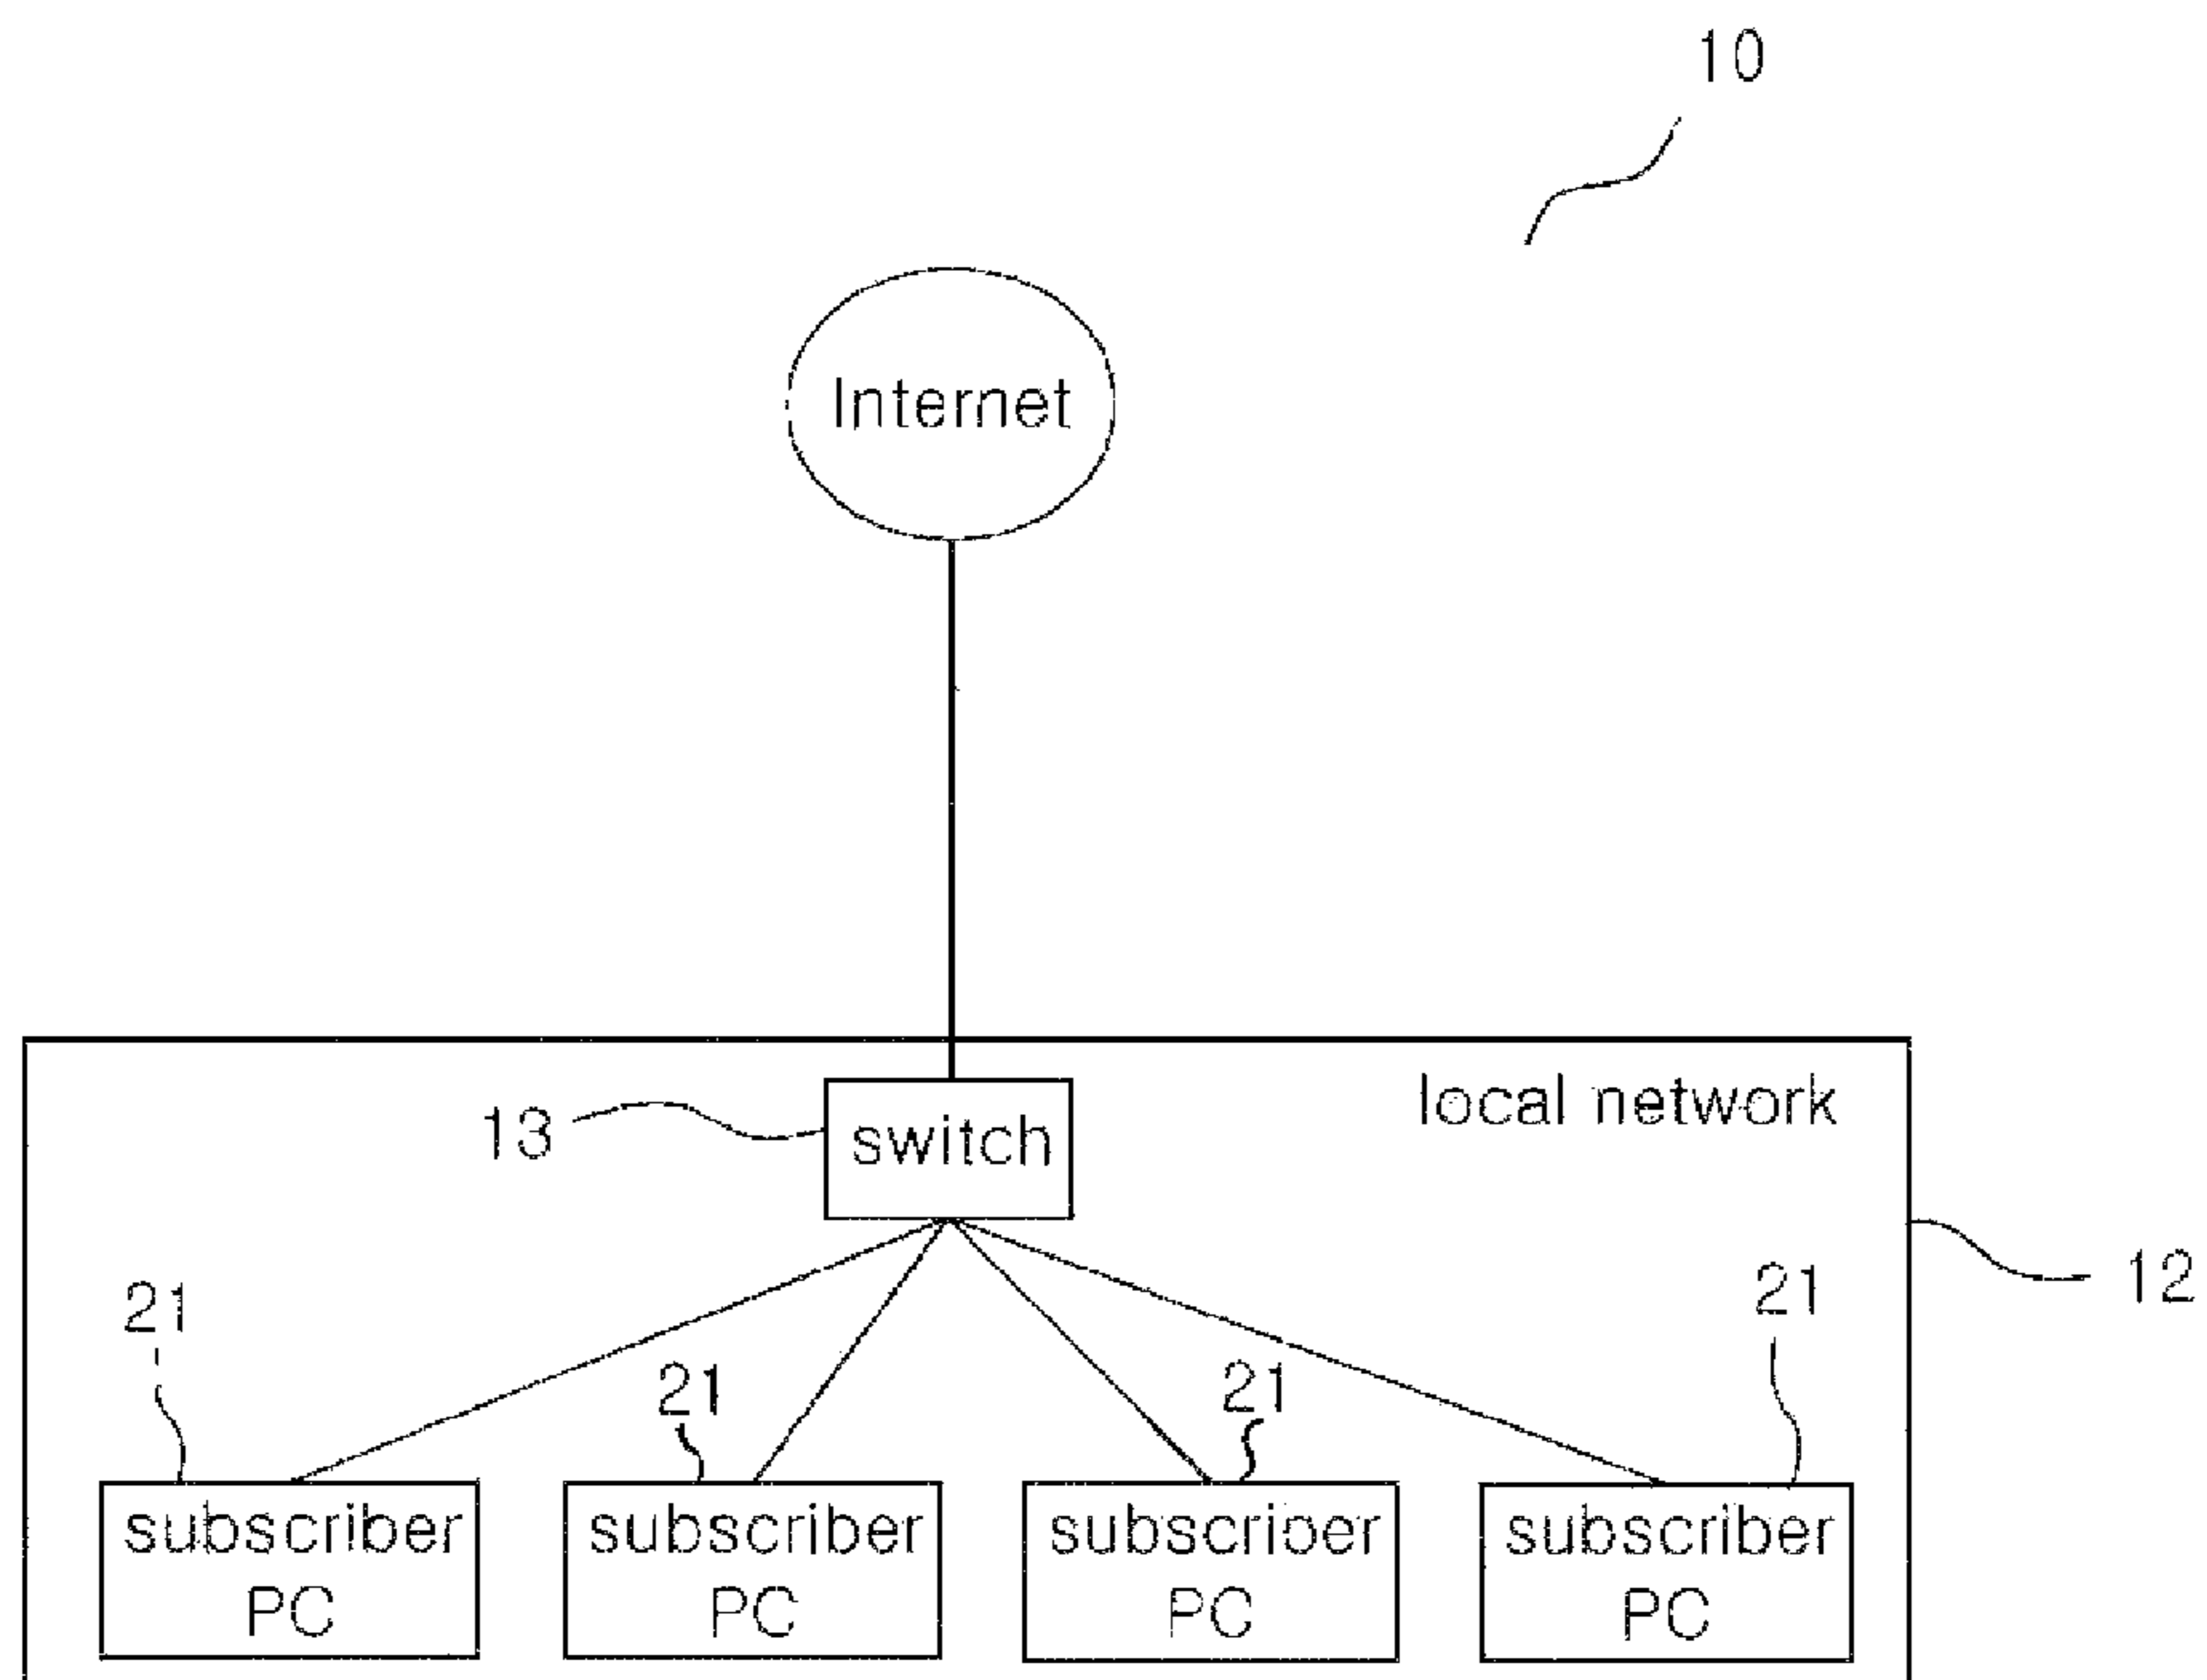 10
Internet
local network
13
switch
12
21
21
21
21
subscriber
PC
subscriber
PC
subscriber
PC
subscriber
PC